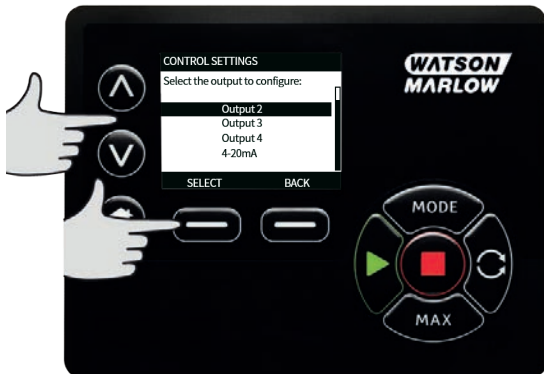 CONTROL SETTINGS
Select the output to configure:
Output 2
Output 3
Output 4
4-20mA
SELECT BACK
WATSON
MARLOW
MODE
MAX